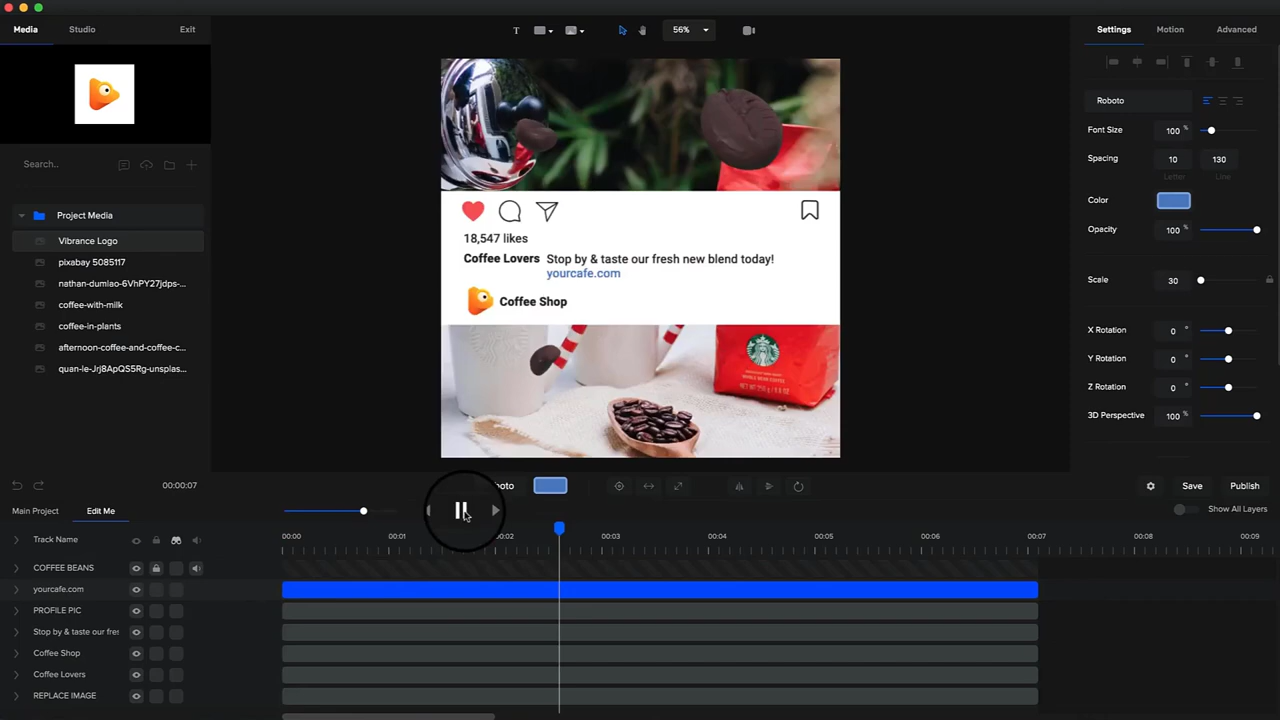 Media Studio Exit
T 56%
Settings Motion Advanced
Search..
Project Media
Vibrance Logo
pixabay 5085117
nathan-dumlao-6VhPY27jdps-...
coffee-with-milk
coffee-in-plants
afternoon-coffee-and-coffee-c...
quan-le-Jrj8ApQS5Rg-unsplas...
18,547 likes
Coffee Lovers Stop by & taste our fresh new blend today!
yourcafe.com
Coffee Shop
Roboto
Font Size 100 %
Spacing 10 130
Letter Line
Color
Opacity 100 %
Scale 30
X Rotation 0 °
Y Rotation 0 °
Z Rotation 0 °
3D Perspective 100 %
00:00:07
Save Publish
Main Project Edit Me
Show All Layers
Track Name
00:00 00:01 00:02 00:03 00:04 00:05 00:06 00:07 00:08 00:09
COFFEE BEANS
yourcafe.com
PROFILE PIC
Stop by & taste our fres
Coffee Shop
Coffee Lovers
REPLACE IMAGE